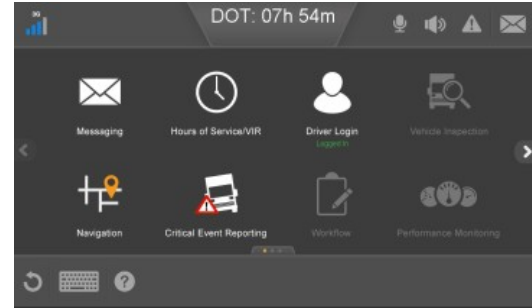 3G
DOT: 07h 54m
Messaging
Hours of Service/VIR
Driver Login
Logged In
Vehicle Inspection
Navigation
Critical Event Reporting
Workflow
Performance Monitoring